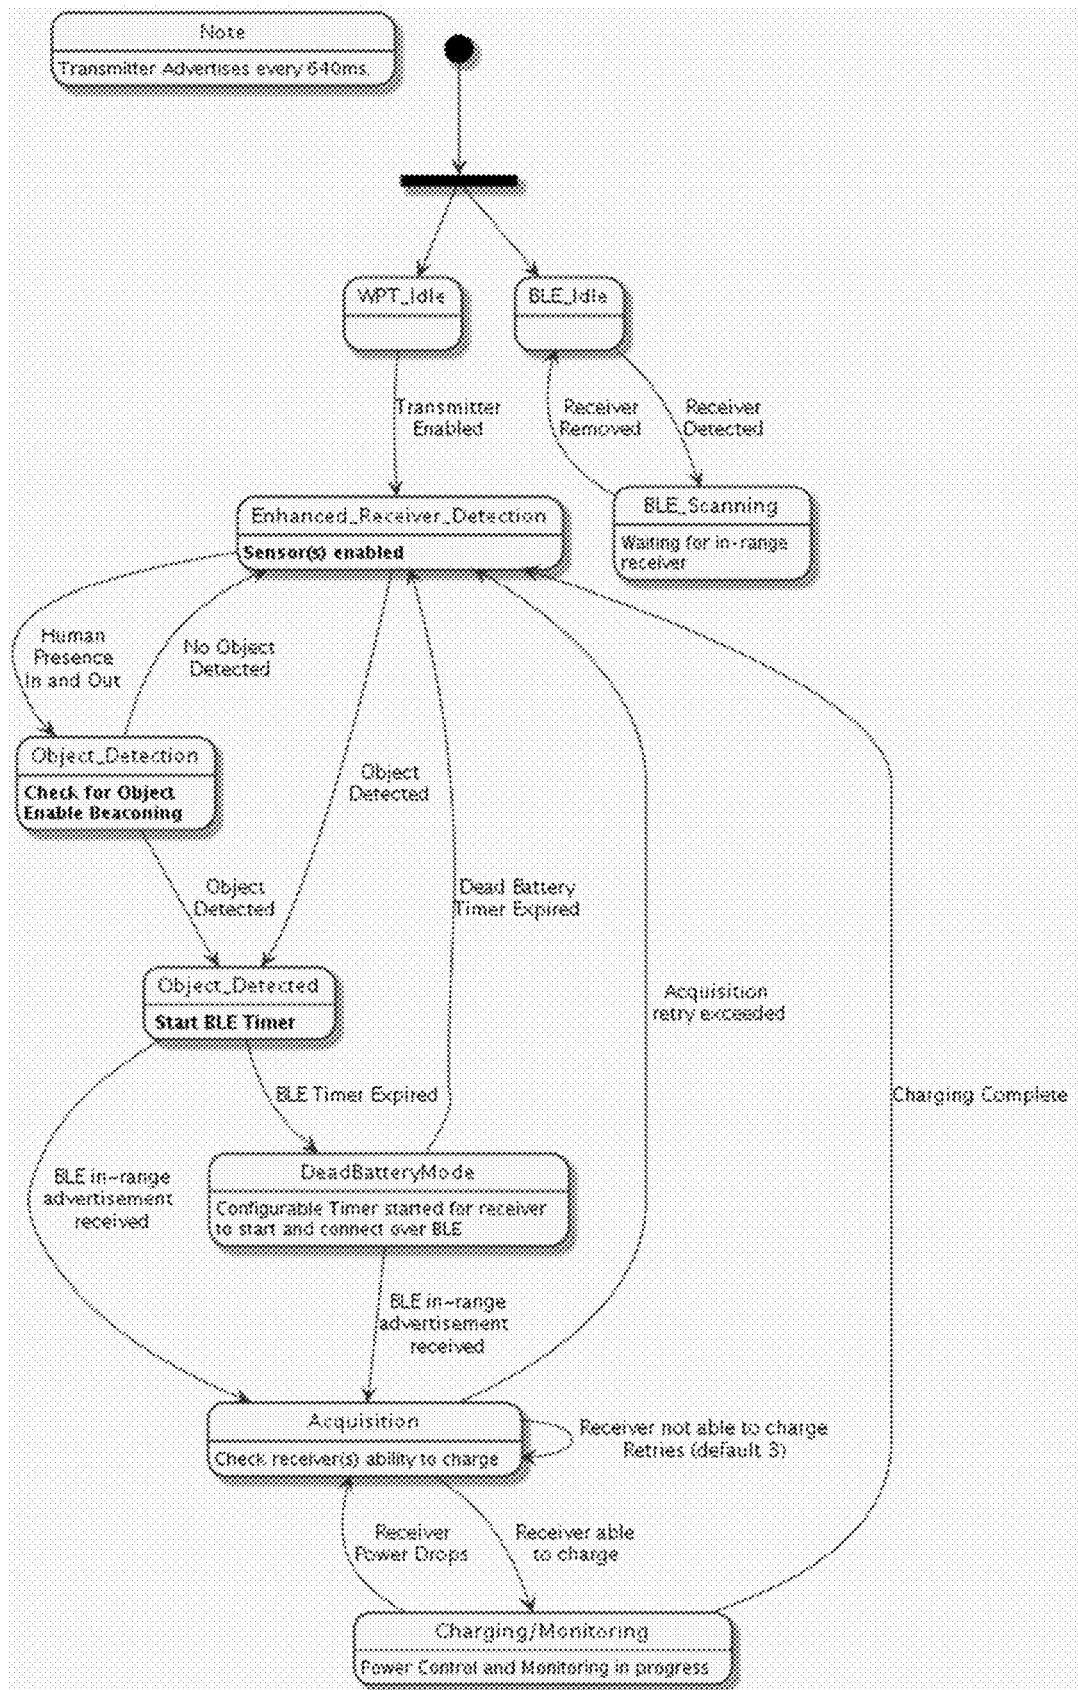 Note
Transmitter Advertises every 640ms.
WPT_Idle
BLE_Idle
Transmitter
Enabled
Receiver
Removed
Receiver
Detected
Enhanced_Receiver_Detection
Sensor(s) enabled
BLE_Scanning
Waiting for in-range
receiver
Human
Presence
In and Out
No Object
Detected
Object_Detection
Check for Object
Enable Beaconing
Object
Detected
Object
Detected
Dead Battery
Timer Expired
Object_Detected
Start BLE Timer
Acquisition
retry exceeded
BLE Timer Expired
Charging Complete
BLE in-range
advertisement
received
DeadBatteryMode
Configurable Timer started for receiver
to start and connect over BLE
BLE in-range
advertisement
received
Acquisition
Check receiver(s) ability to charge
Receiver not able to charge
Retries (default 3)
Receiver
Power Drops
Receiver able
to charge
Charging/Monitoring
Power Control and Monitoring in progress